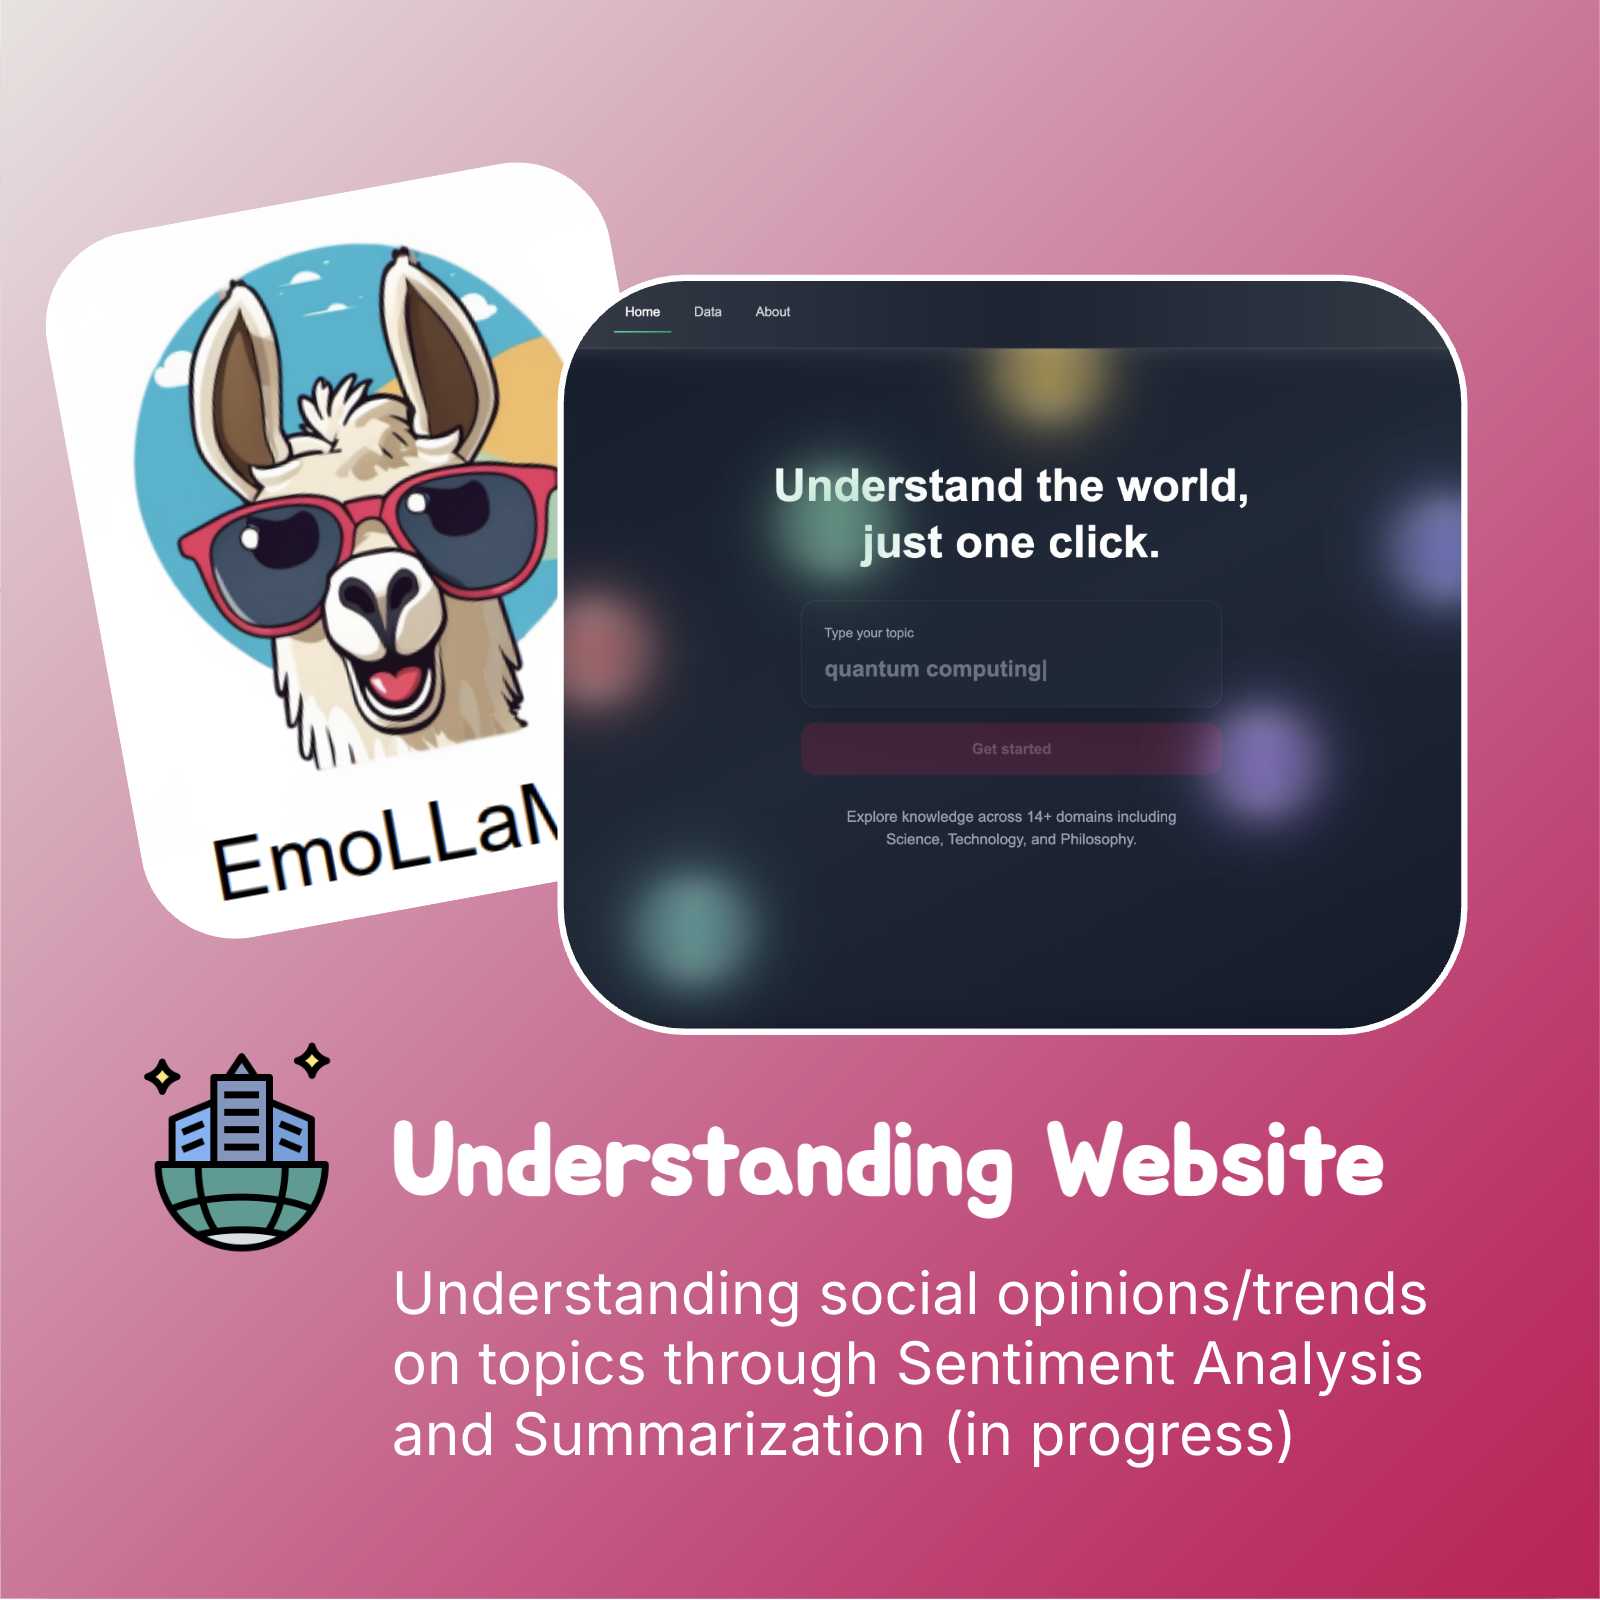 EmoLLaM
Home Data About
Understand the world,
just one click.
Type your topic
quantum computing|
Get started
Explore knowledge across 14+ domains including
Science, Technology, and Philosophy.
Understanding Website
Understanding social opinions/trends
on topics through Sentiment Analysis
and Summarization (in progress)